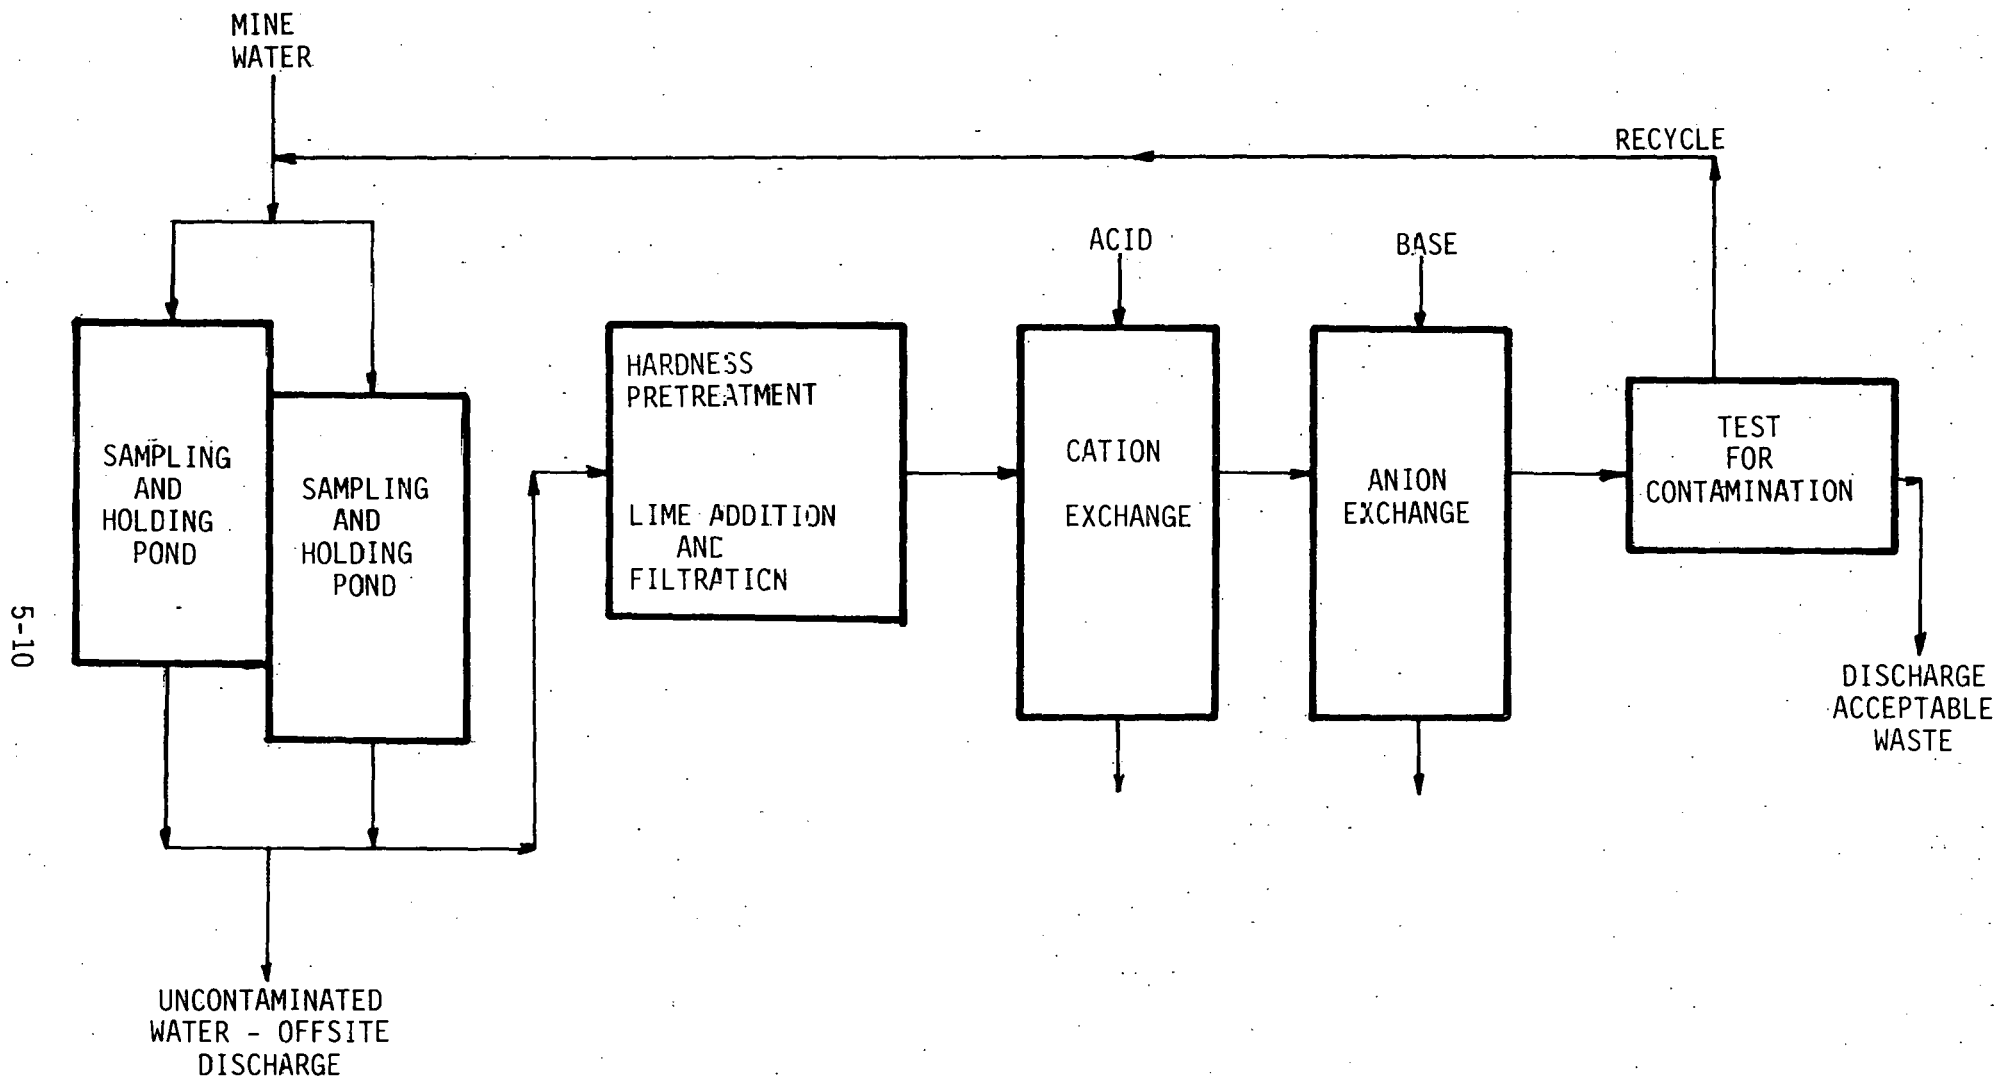 MINE
WATER
RECYCLE
ACID
BASE
SAMPLING
AND
HOLDING
POND
SAMPLING
AND
HOLDING
POND
HARDNESS
PRETREATMENT
LIME ADDITION
AND
FILTRATION
CATION
EXCHANGE
ANION
EXCHANGE
TEST
FOR
CONTAMINATION
DISCHARGE
ACCEPTABLE
WASTE
UNCONTAMINATED
WATER - OFFSITE
DISCHARGE
5-10